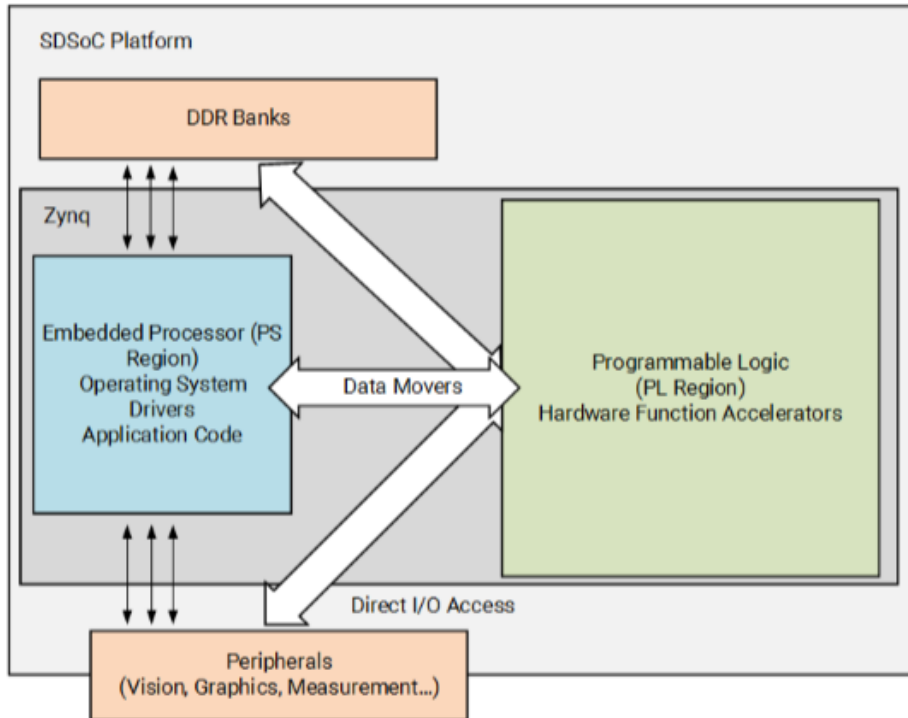 SDSoC Platform
DDR Banks
Zynq
Embedded Processor (PS
Region)
Operating System
Drivers
Application Code
Data Movers
Programmable Logic
(PL Region)
Hardware Function Accelerators
Direct I/O Access
Peripherals
(Vision, Graphics, Measurement...)